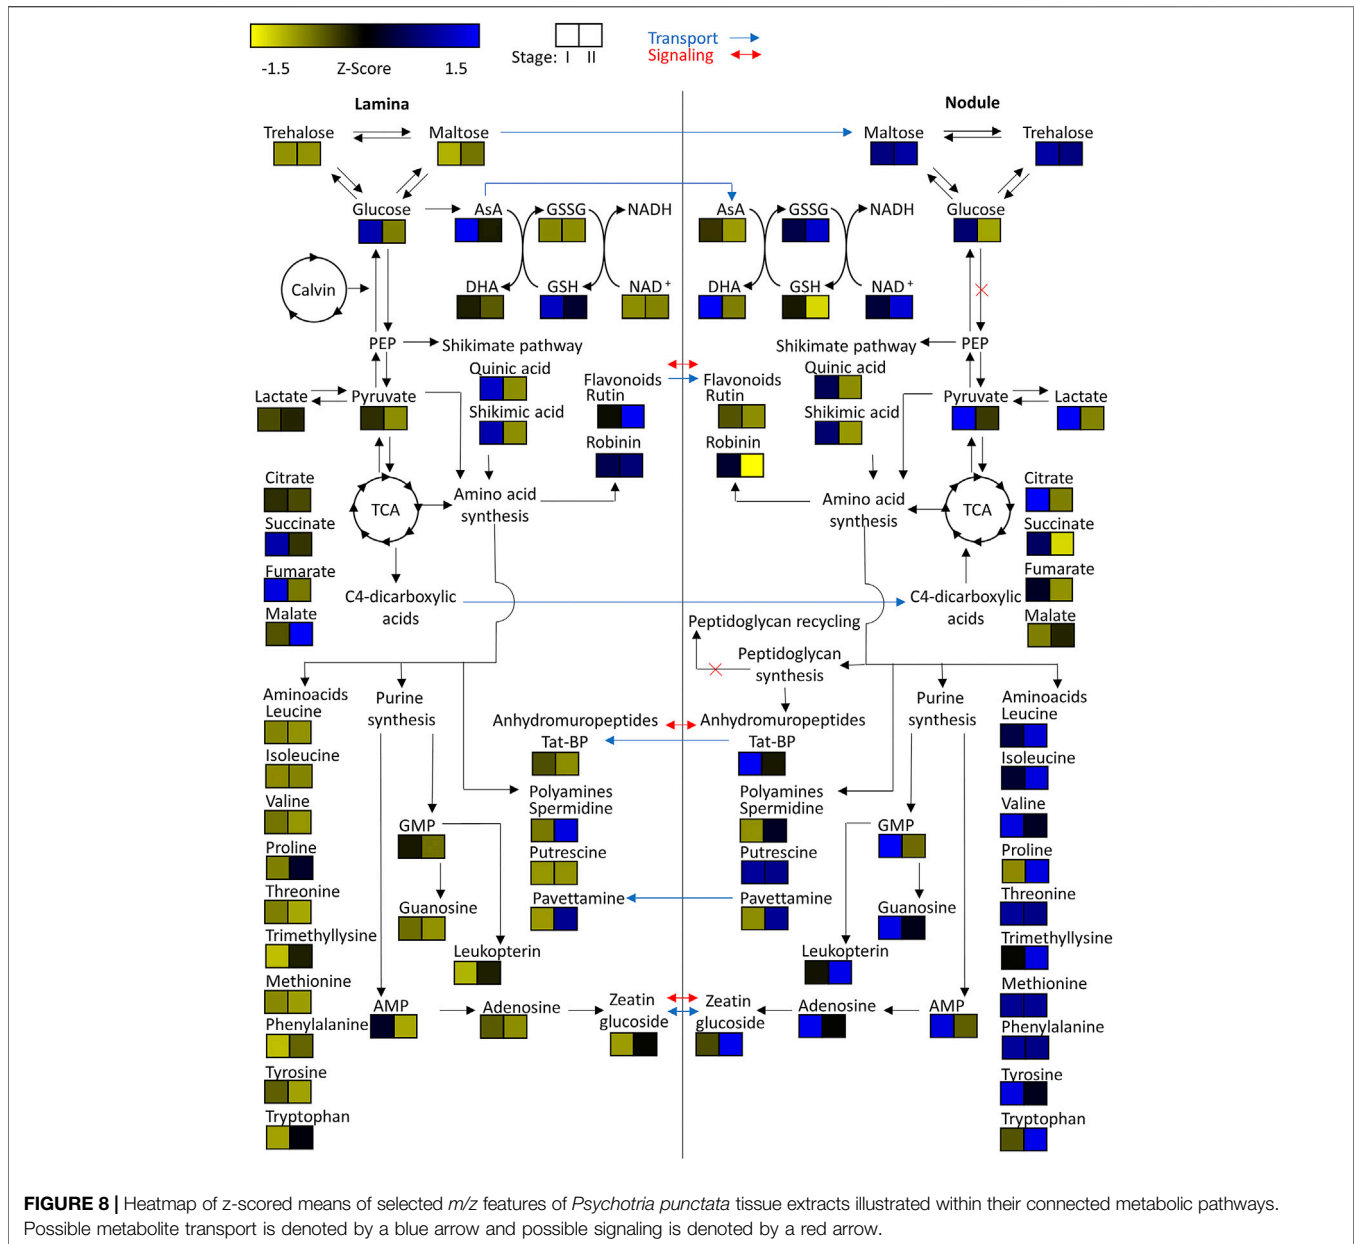 -1.5 Z-Score 1.5
Stage: I II
Transport
Signaling
Lamina
Nodule
Trehalose
Maltose
Maltose
Trehalose
Glucose
AsA
GSSG
NADH
AsA
GSSG
NADH
Glucose
Calvin
DHA
GSH
NAD+
DHA
GSH
NAD+
PEP
Shikimate pathway
Quinic acid
Shikimic acid
Shikimate pathway
Quinic acid
Shikimic acid
PEP
Lactate
Pyruvate
Flavonoids
Rutin
Robinin
Flavonoids
Rutin
Robinin
Pyruvate
Lactate
Citrate
Succinate
Fumarate
Malate
TCA
Amino acid
synthesis
Amino acid
synthesis
TCA
Citrate
Succinate
Fumarate
Malate
C4-dicarboxylic
acids
C4-dicarboxylic
acids
Peptidoglycan recycling
Peptidoglycan
synthesis
Aminoacids
Leucine
Isoleucine
Valine
Proline
Threonine
Trimethyllysine
Methionine
Phenylalanine
Tyrosine
Tryptophan
Purine
synthesis
GMP
Guanosine
Leukopterin
AMP
Adenosine
Zeatin
glucoside
Anhydromuropeptides
Tat-BP
Polyamines
Spermidine
Putrescine
Pavettamine
Anhydromuropeptides
Tat-BP
Polyamines
Spermidine
Putrescine
Pavettamine
Purine
synthesis
GMP
Guanosine
Leukopterin
Zeatin
glucoside
Adenosine
AMP
Aminoacids
Leucine
Isoleucine
Valine
Proline
Threonine
Trimethyllysine
Methionine
Phenylalanine
Tyrosine
Tryptophan
FIGURE 8 | Heatmap of z-scored means of selected m/z features of Psychotria punctata tissue extracts illustrated within their connected metabolic pathways.
Possible metabolite transport is denoted by a blue arrow and possible signaling is denoted by a red arrow.